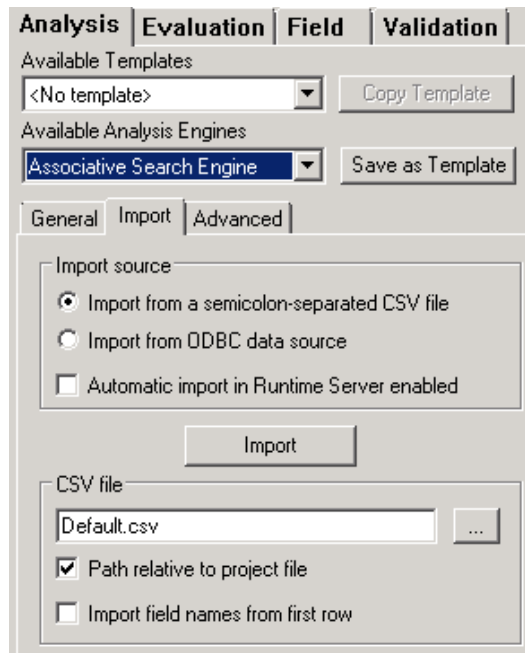 Analysis Evaluation Field Validation
Available Templates
<No template> Copy Template
Available Analysis Engines
Associative Search Engine Save as Template
General Import Advanced
Import source
Import from a semicolon-separated CSV file
Import from ODBC data source
Automatic import in Runtime Server enabled
Import
CSV file
Default.csv ...
Path relative to project file
Import field names from first row